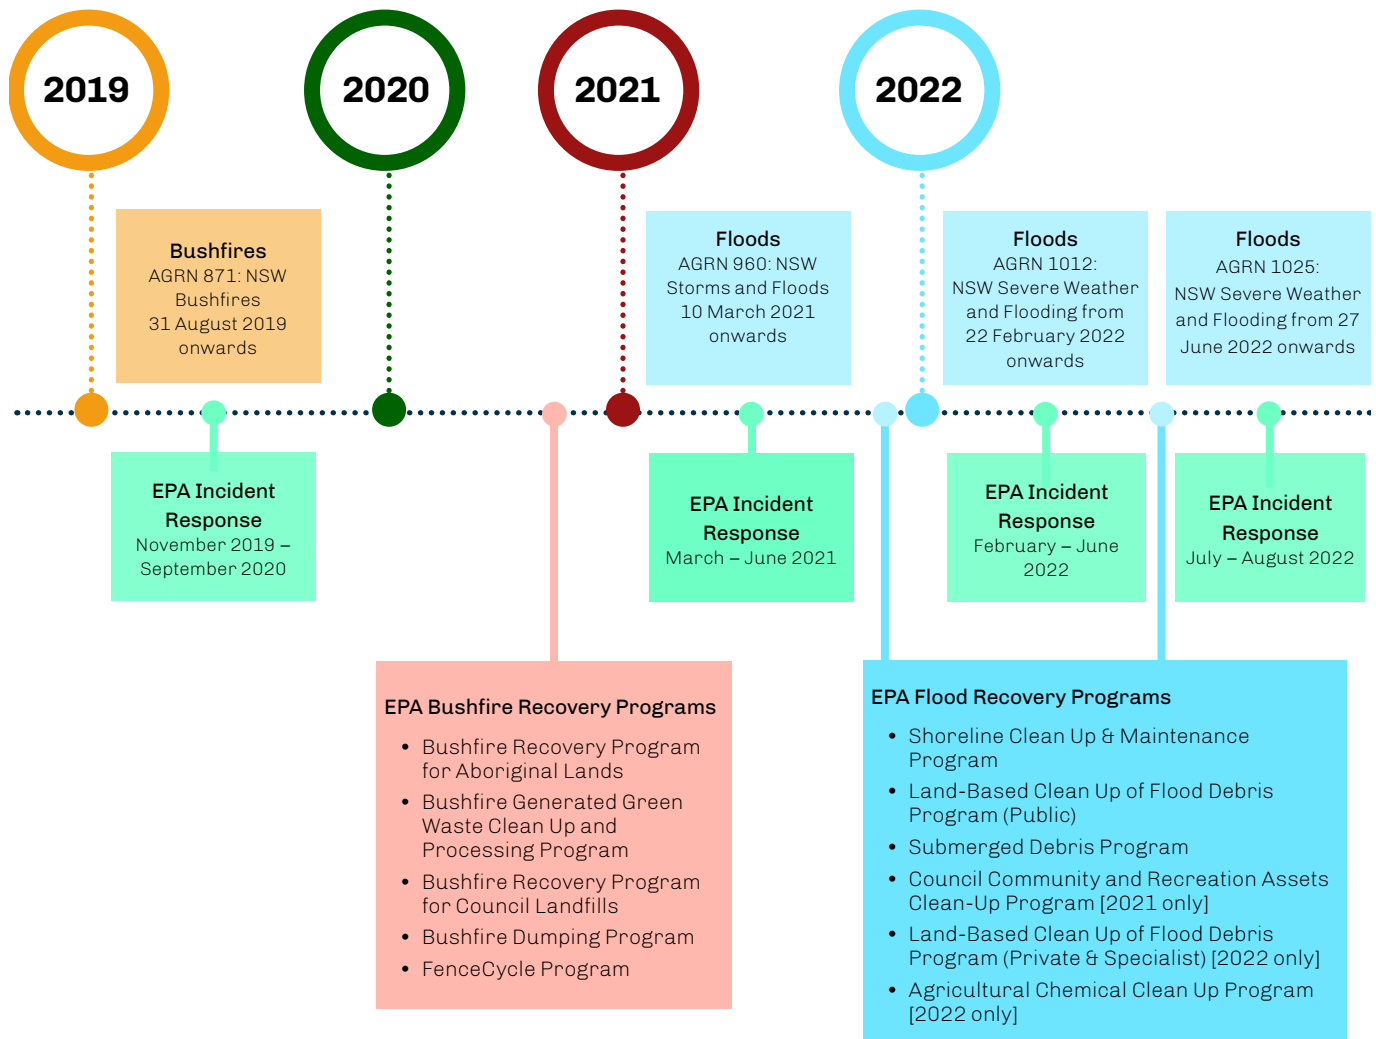 2019
2020
2021
2022
Bushfires
AGRN 871: NSW
Bushfires
31 August 2019
onwards
Floods
AGRN 960: NSW
Storms and Floods
10 March 2021
onwards
Floods
AGRN 1012:
NSW Severe Weather
and Flooding from
22 February 2022
onwards
Floods
AGRN 1025:
NSW Severe Weather
and Flooding from 27
June 2022 onwards
EPA Incident
Response
November 2019 –
September 2020
EPA Incident
Response
March – June 2021
EPA Incident
Response
February – June
2022
EPA Incident
Response
July – August 2022
EPA Bushfire Recovery Programs
• Bushfire Recovery Program
for Aboriginal Lands
• Bushfire Generated Green
Waste Clean Up and
Processing Program
• Bushfire Recovery Program
for Council Landfills
• Bushfire Dumping Program
• FenceCycle Program
EPA Flood Recovery Programs
• Shoreline Clean Up & Maintenance
Program
• Land-Based Clean Up of Flood Debris
Program (Public)
• Submerged Debris Program
• Council Community and Recreation Assets
Clean-Up Program [2021 only]
• Land-Based Clean Up of Flood Debris
Program (Private & Specialist) [2022 only]
• Agricultural Chemical Clean Up Program
[2022 only]